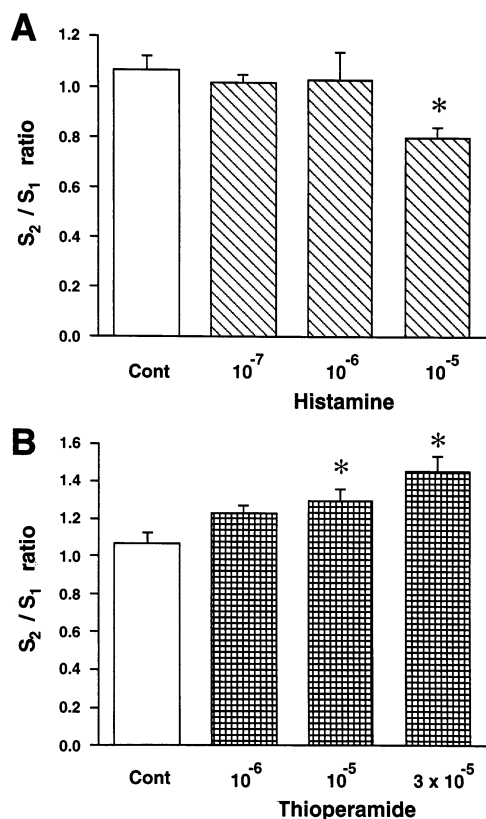 A
1.2
1.0
0.8
0.6
0.4
0.2
0.0
S₂ / S₁ ratio
*
Cont 10⁻⁷ 10⁻⁶ 10⁻⁵
Histamine
B
1.6
1.4
1.2
1.0
0.8
0.6
0.4
0.2
0.0
S₂ / S₁ ratio
* *
Cont 10⁻⁶ 10⁻⁵ 3 x 10⁻⁵
Thioperamide